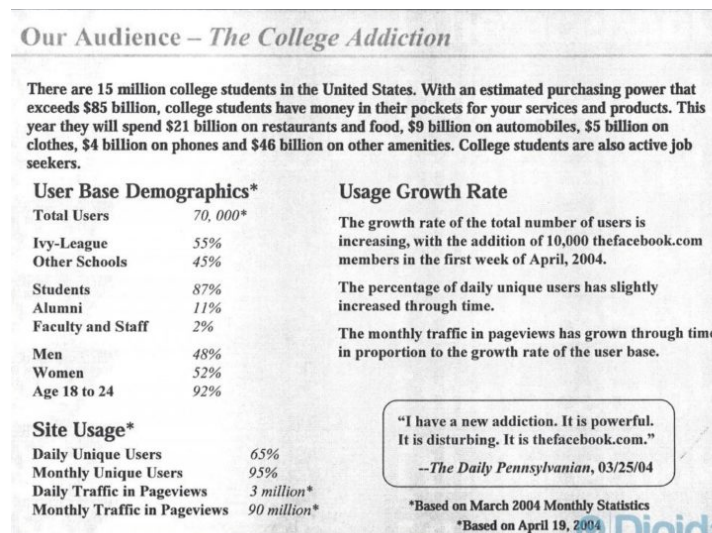 Our Audience – The College Addiction
There are 15 million college students in the United States. With an estimated purchasing power that
exceeds $85 billion, college students have money in their pockets for your services and products. This
year they will spend $21 billion on restaurants and food, $9 billion on automobiles, $5 billion on
clothes, $4 billion on phones and $46 billion on other amenities. College students are also active job
seekers.
User Base Demographics*
Total Users 70, 000*
Ivy-League 55%
Other Schools 45%
Students 87%
Alumni 11%
Faculty and Staff 2%
Men 48%
Women 52%
Age 18 to 24 92%
Site Usage*
Daily Unique Users 65%
Monthly Unique Users 95%
Daily Traffic in Pageviews 3 million*
Monthly Traffic in Pageviews 90 million*
Usage Growth Rate
The growth rate of the total number of users is
increasing, with the addition of 10,000 thefacebook.com
members in the first week of April, 2004.
The percentage of daily unique users has slightly
increased through time.
The monthly traffic in pageviews has grown through time
in proportion to the growth rate of the user base.
“I have a new addiction. It is powerful.
It is disturbing. It is thefacebook.com.”
--The Daily Pennsylvanian, 03/25/04
*Based on March 2004 Monthly Statistics
*Based on April 19, 2004